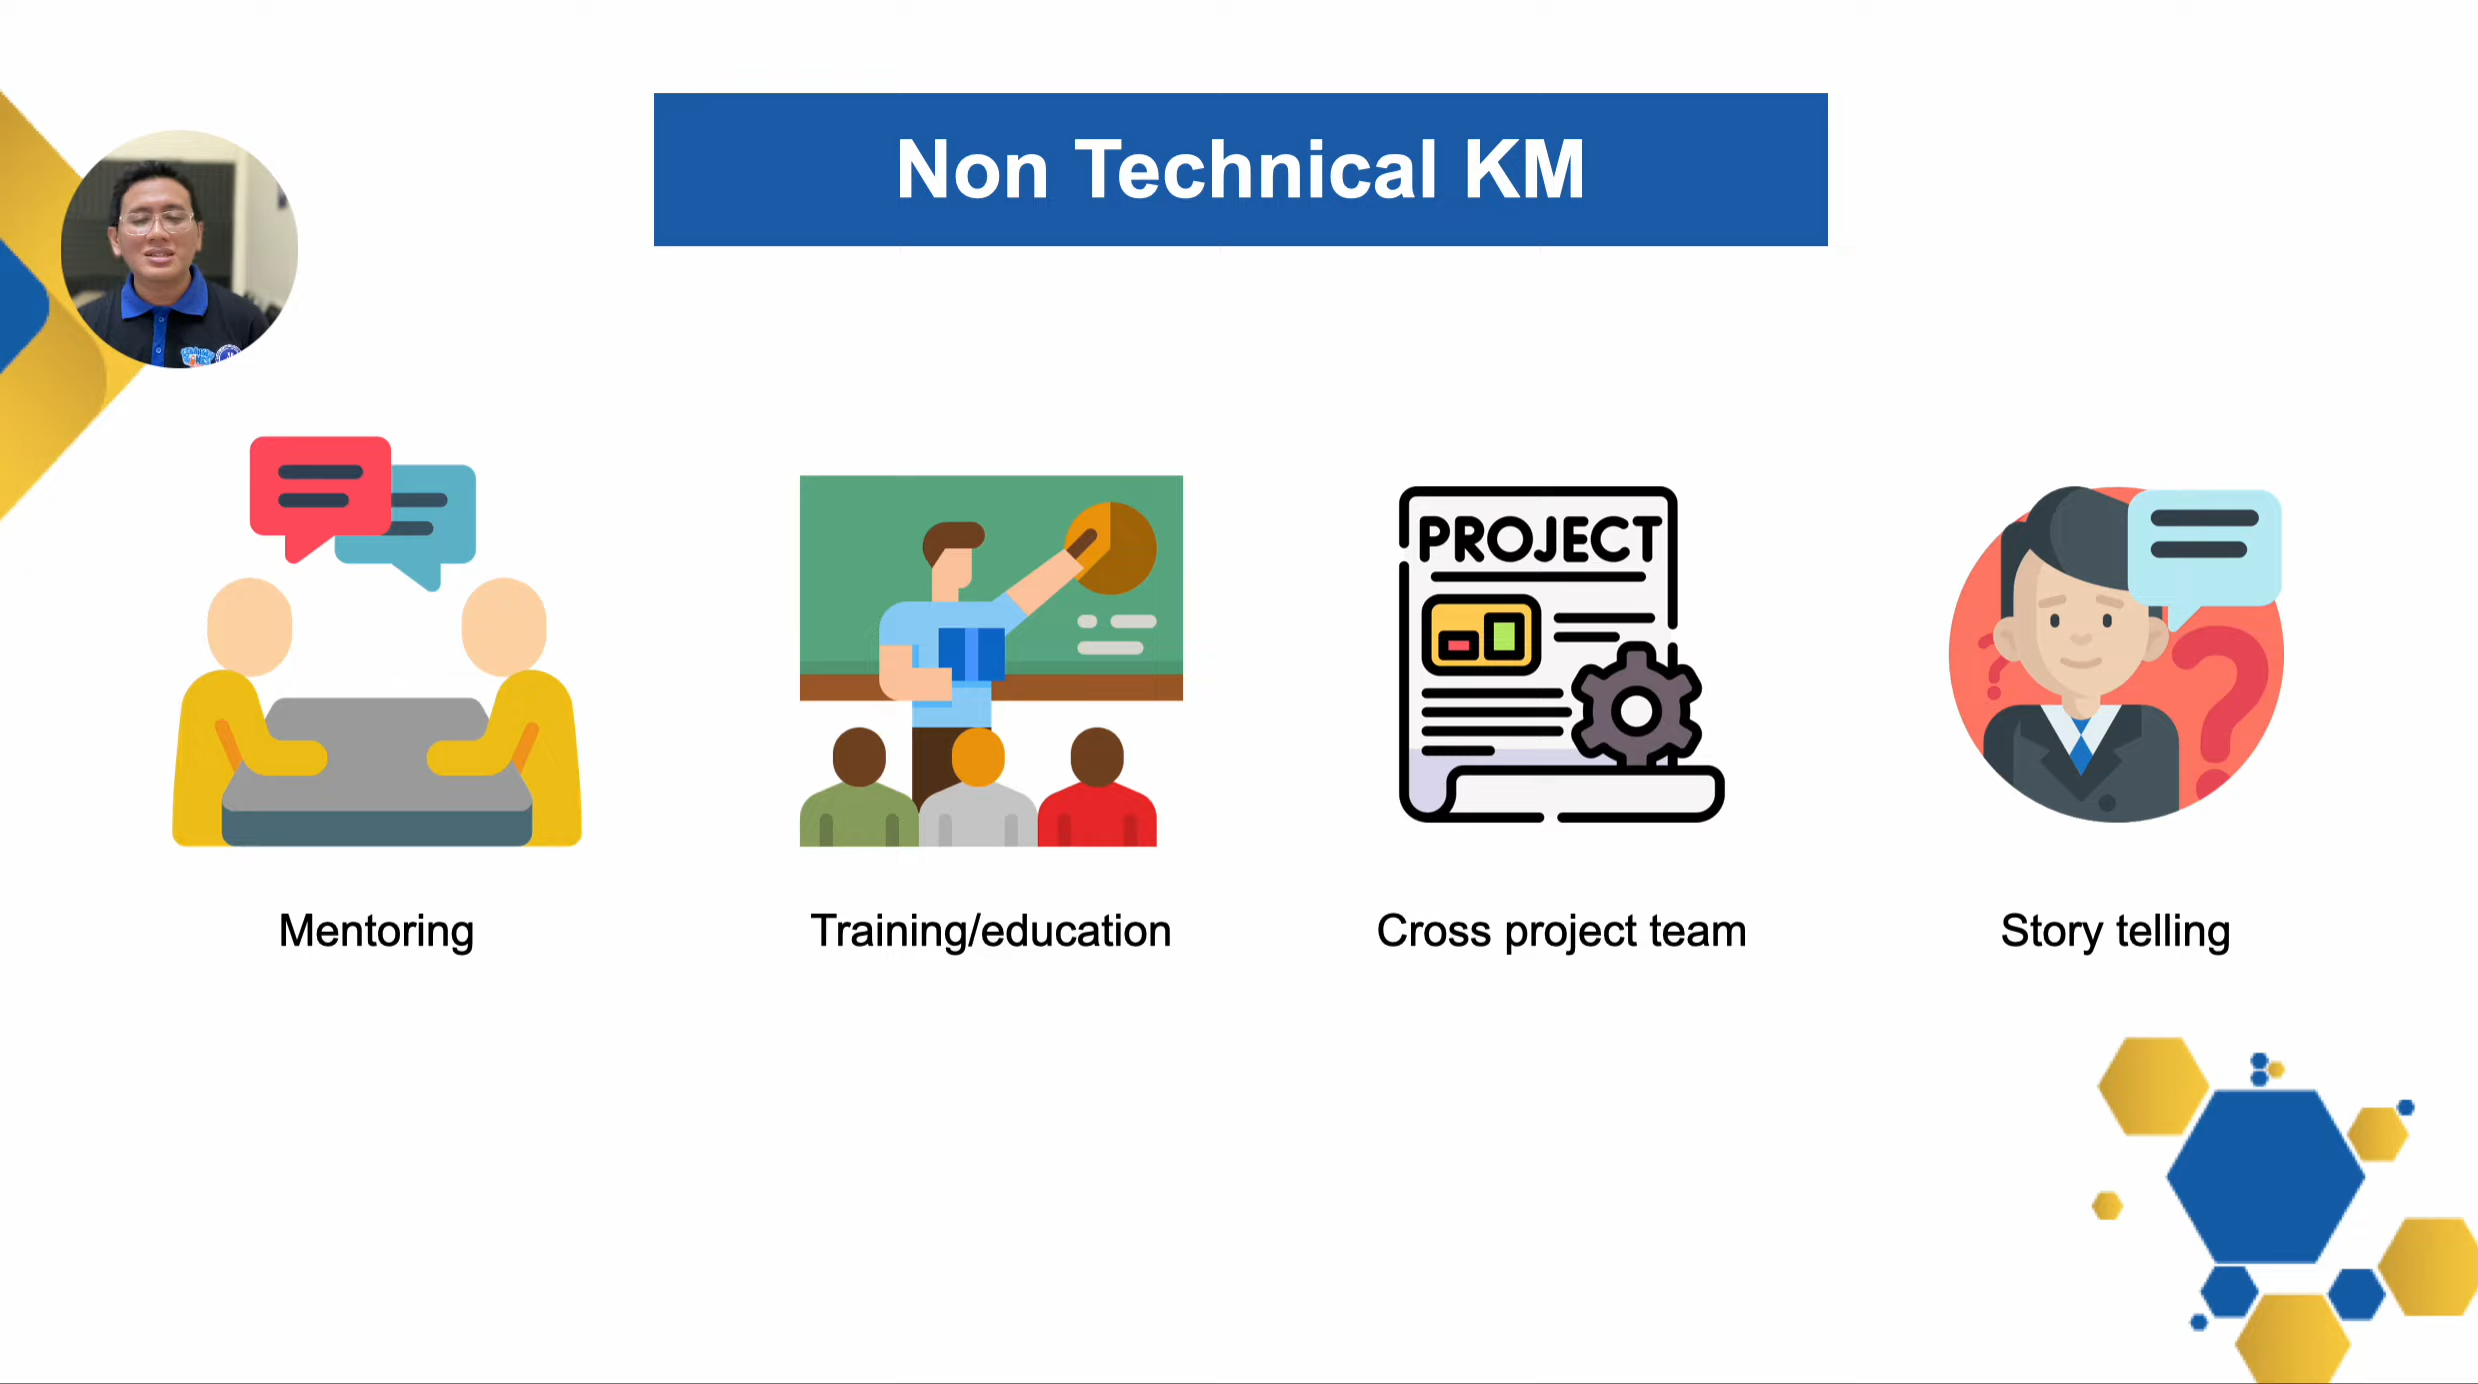 Non Technical KM
PROJECT
Mentoring
Training/education
Cross project team
Story telling